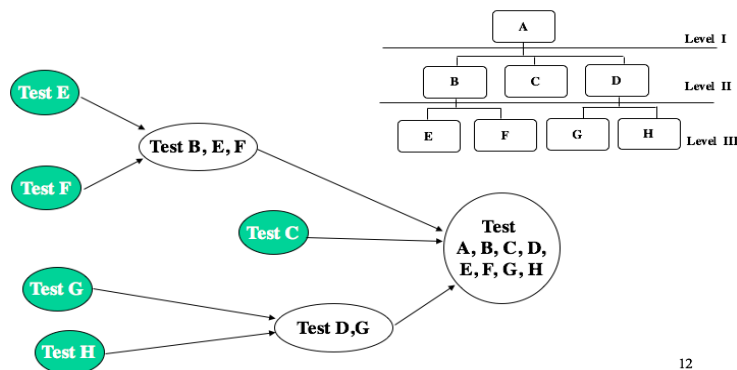 A
Level I
B
C
D
Level II
E
F
G
H
Level III
Test E
Test B, E, F
Test F
Test
A, B, C, D,
E, F, G, H
Test C
Test G
Test D,G
Test H
12